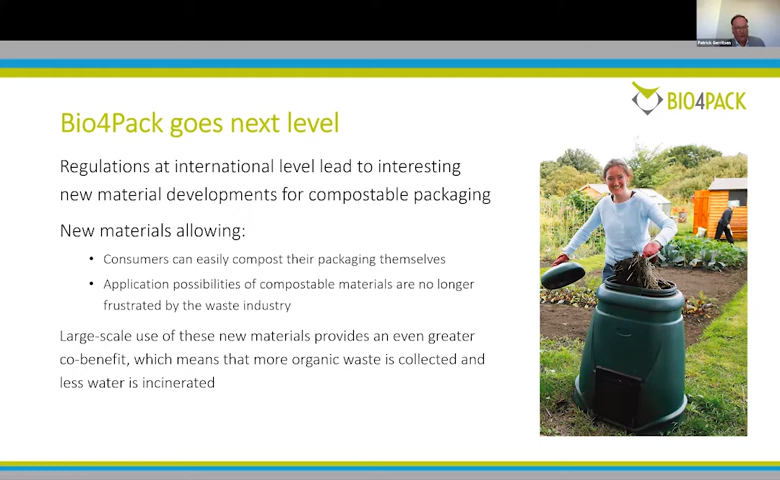 Patrick Gerritsen
BIO4PACK
Bio4Pack goes next level
Regulations at international level lead to interesting
new material developments for compostable packaging
New materials allowing:
• Consumers can easily compost their packaging themselves
• Application possibilities of compostable materials are no longer
frustrated by the waste industry
Large-scale use of these new materials provides an even greater
co-benefit, which means that more organic waste is collected and
less water is incinerated